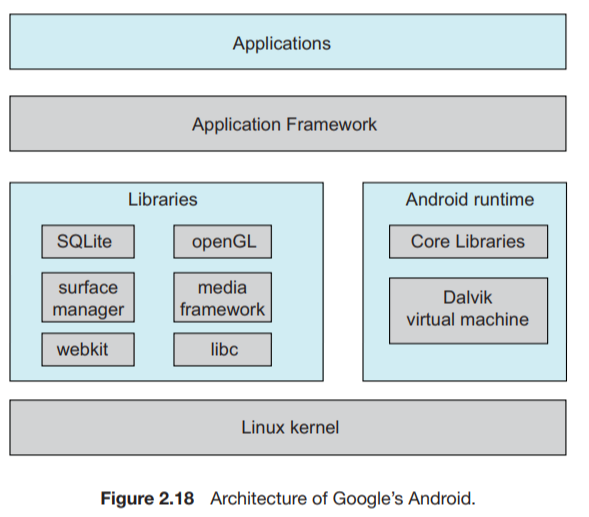 Applications
Application Framework
Libraries
SQLite
openGL
surface
manager
media
framework
webkit
libc
Android runtime
Core Libraries
Dalvik
virtual machine
Linux kernel
Figure 2.18 Architecture of Google’s Android.